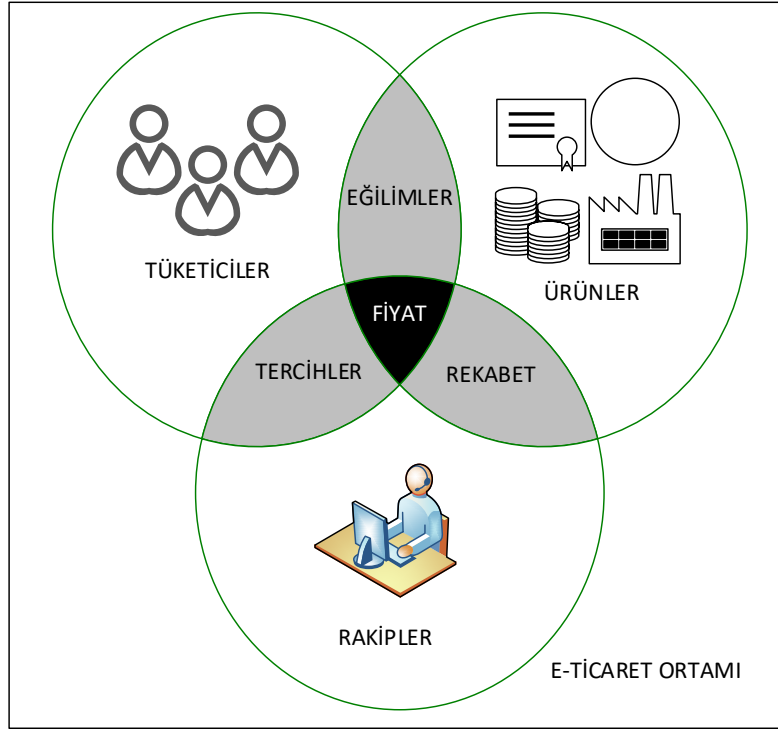 EĞİLİMLER
TÜKETİCİLER
ÜRÜNLER
FİYAT
TERCİHLER
REKABET
RAKİPLER
E-TİCARET ORTAMI